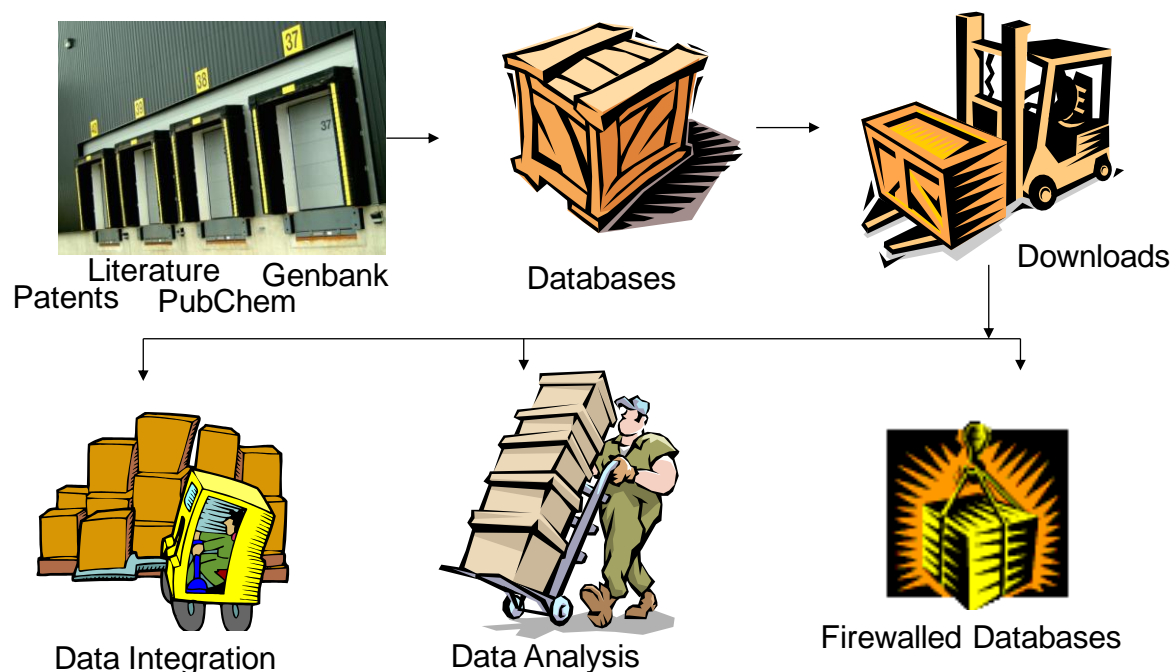 37
38
39
40
37
Literature
Genbank
Patents
PubChem
Databases
Downloads
Data Integration
Data Analysis
Firewalled Databases